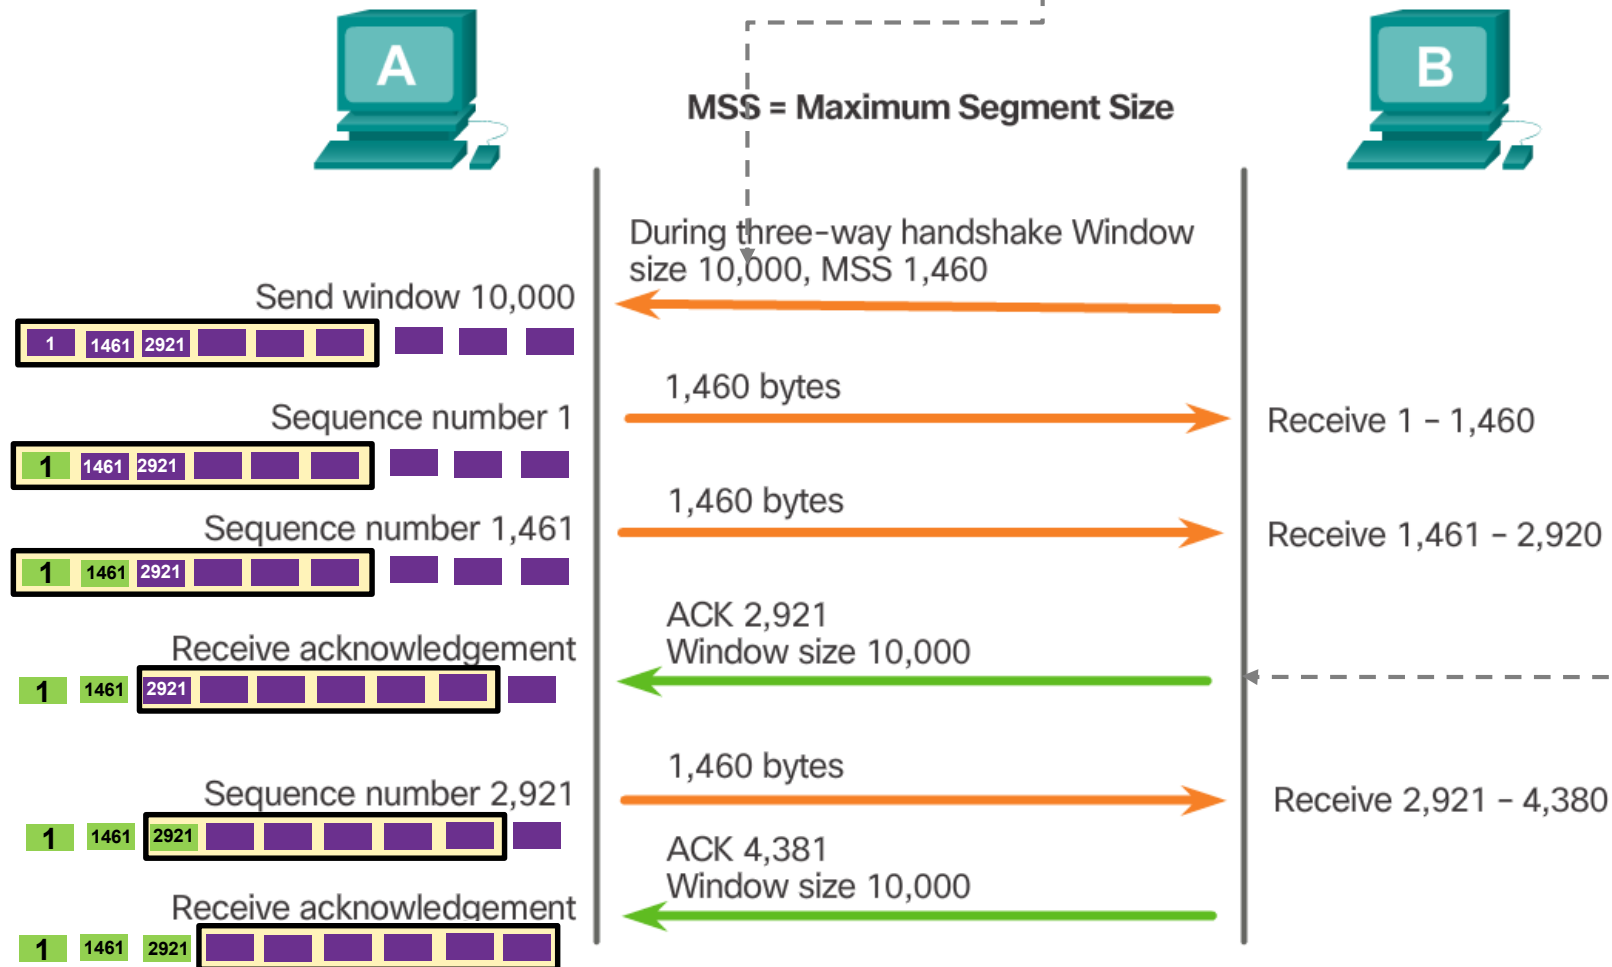 A
B
MSS = Maximum Segment Size
During three-way handshake Window
size 10,000, MSS 1,460
Send window 10,000
1 1461 2921
1,460 bytes
Sequence number 1
Receive 1 - 1,460
1 1461 2921
1,460 bytes
Sequence number 1,461
Receive 1,461 - 2,920
1 1461 2921
ACK 2,921
Window size 10,000
Receive acknowledgement
1 1461 2921
1,460 bytes
Sequence number 2,921
Receive 2,921 - 4,380
1 1461 2921
ACK 4,381
Window size 10,000
Receive acknowledgement
1 1461 2921